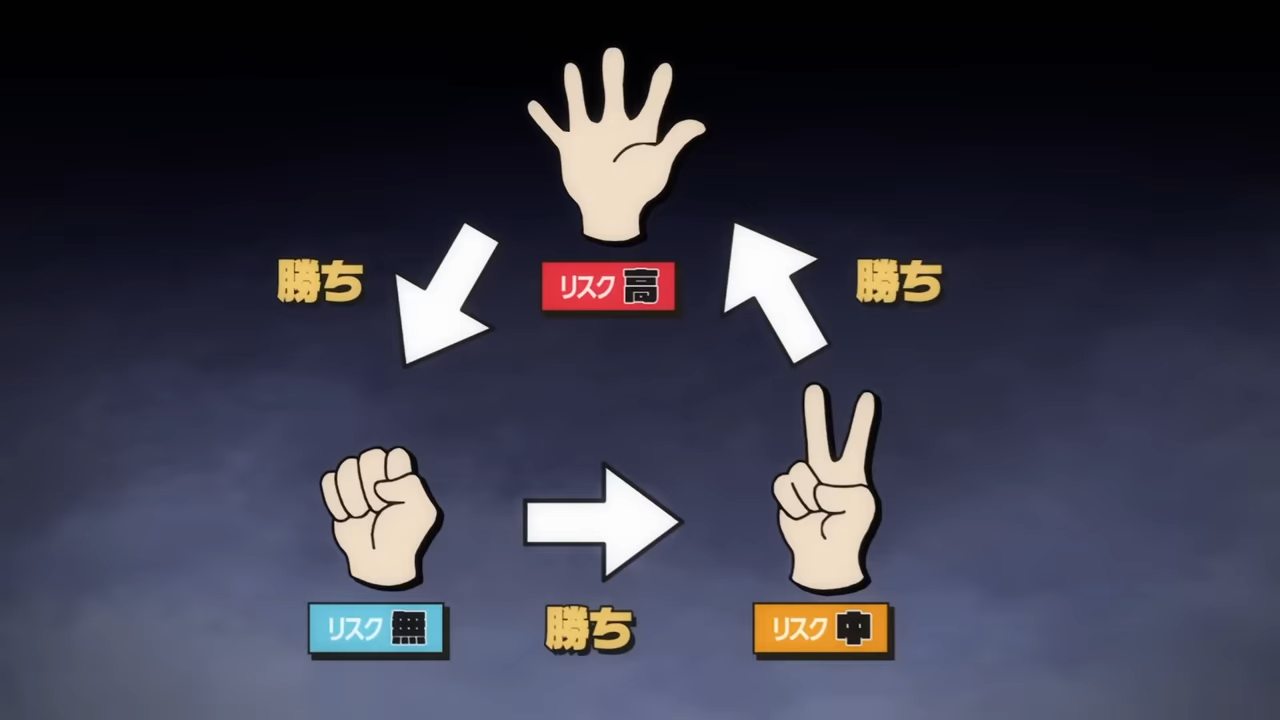 勝ち
リスク 高
勝ち
リスク 無
勝ち
リスク 中